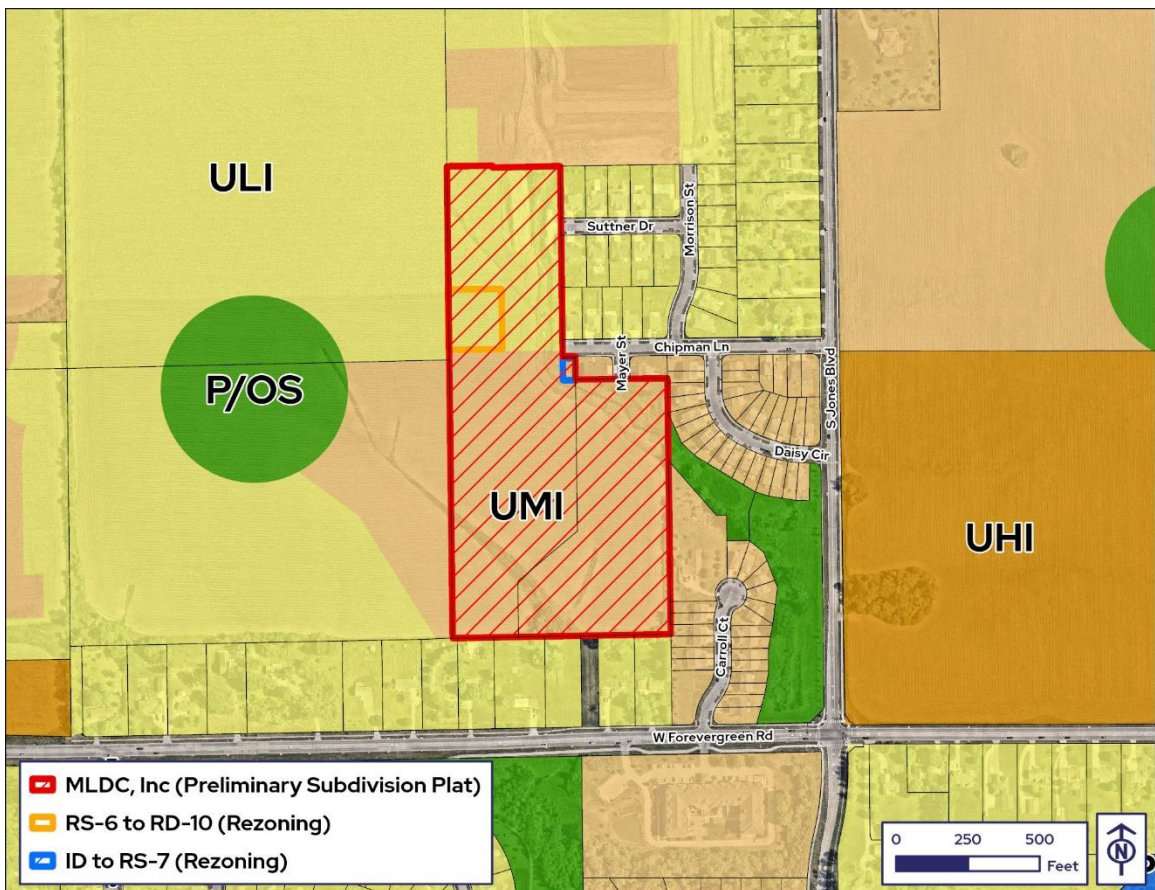 ULI
Suttner Dr
Morrison St
Chipman Ln
Mayer St
S Jones Blvd
P/OS
Daisy Cir
UMI
UHI
Carroll Ct
W Forevergreen Rd
MLDC, Inc (Preliminary Subdivision Plat)
RS-6 to RD-10 (Rezoning)
ID to RS-7 (Rezoning)
0 250 500
Feet
N